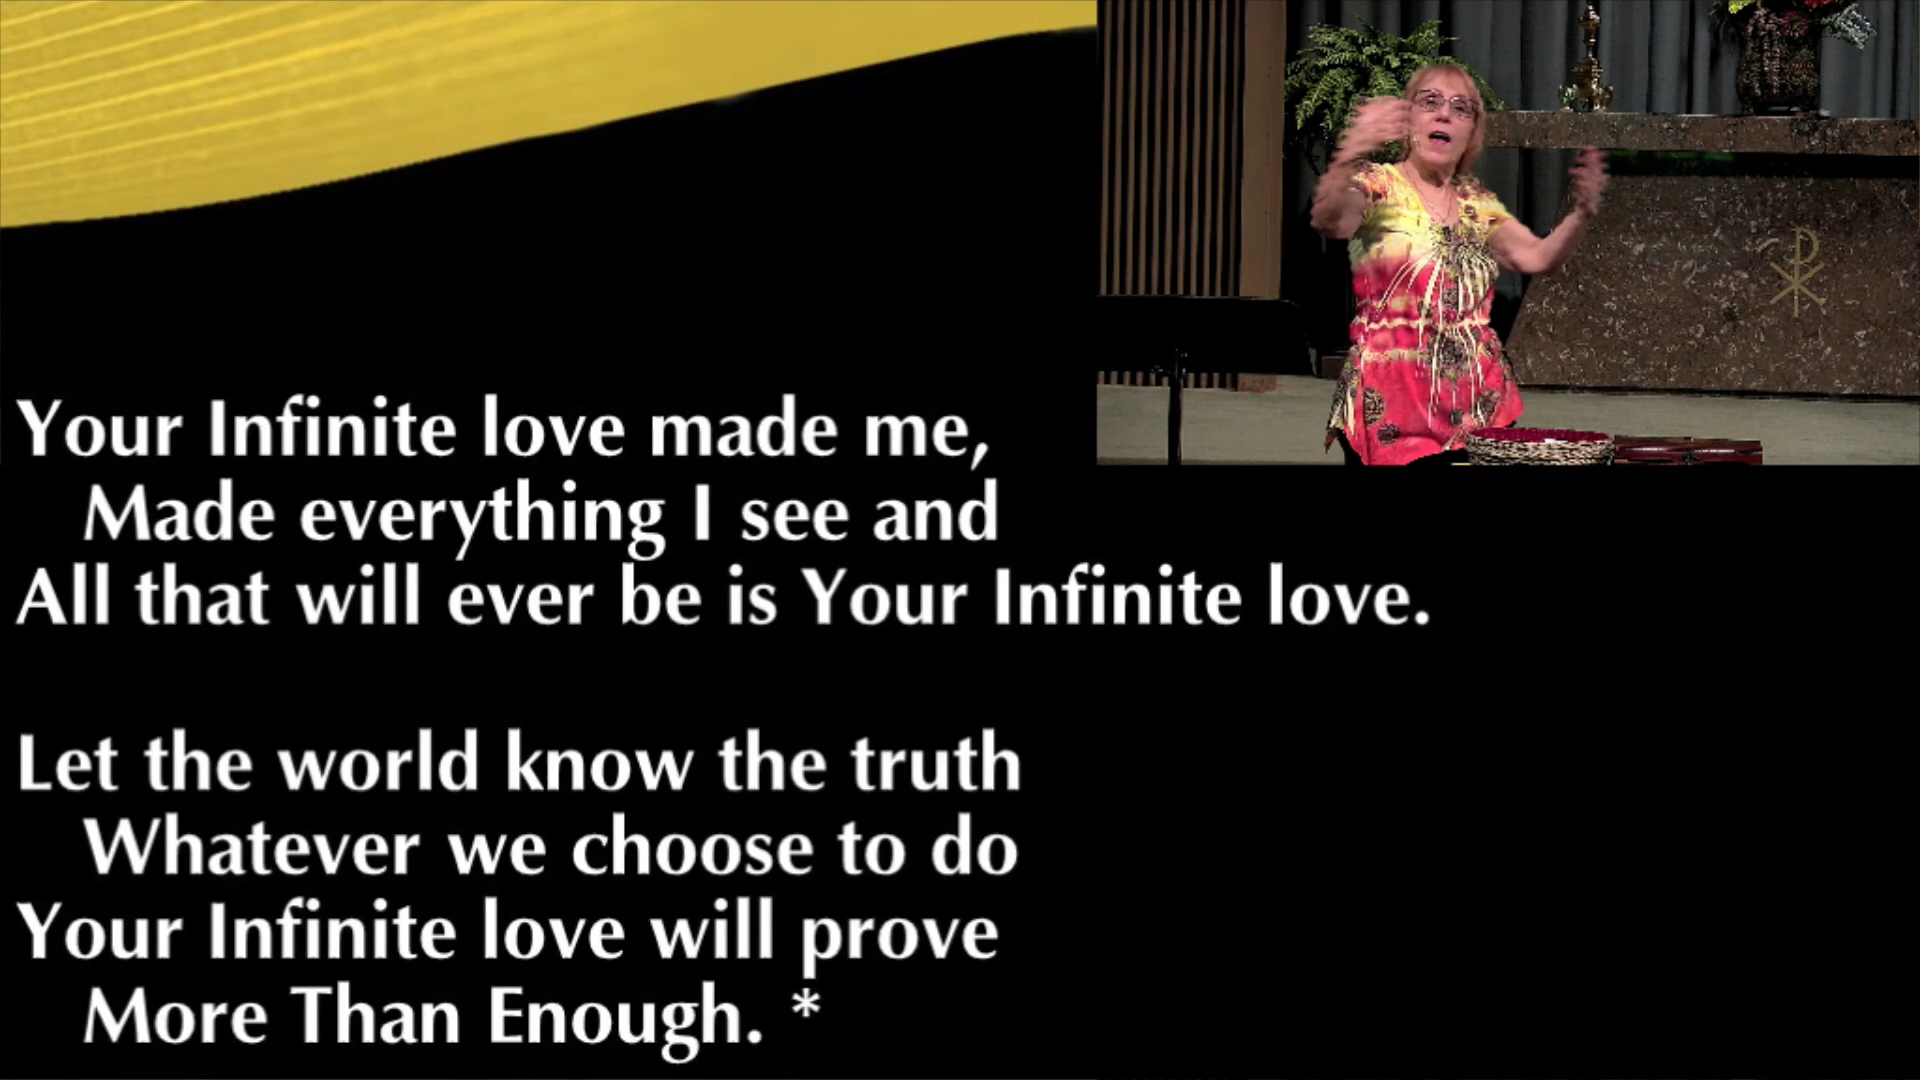 Your Infinite love made me,
Made everything I see and
All that will ever be is Your Infinite love.
Let the world know the truth
Whatever we choose to do
Your Infinite love will prove
More Than Enough. *